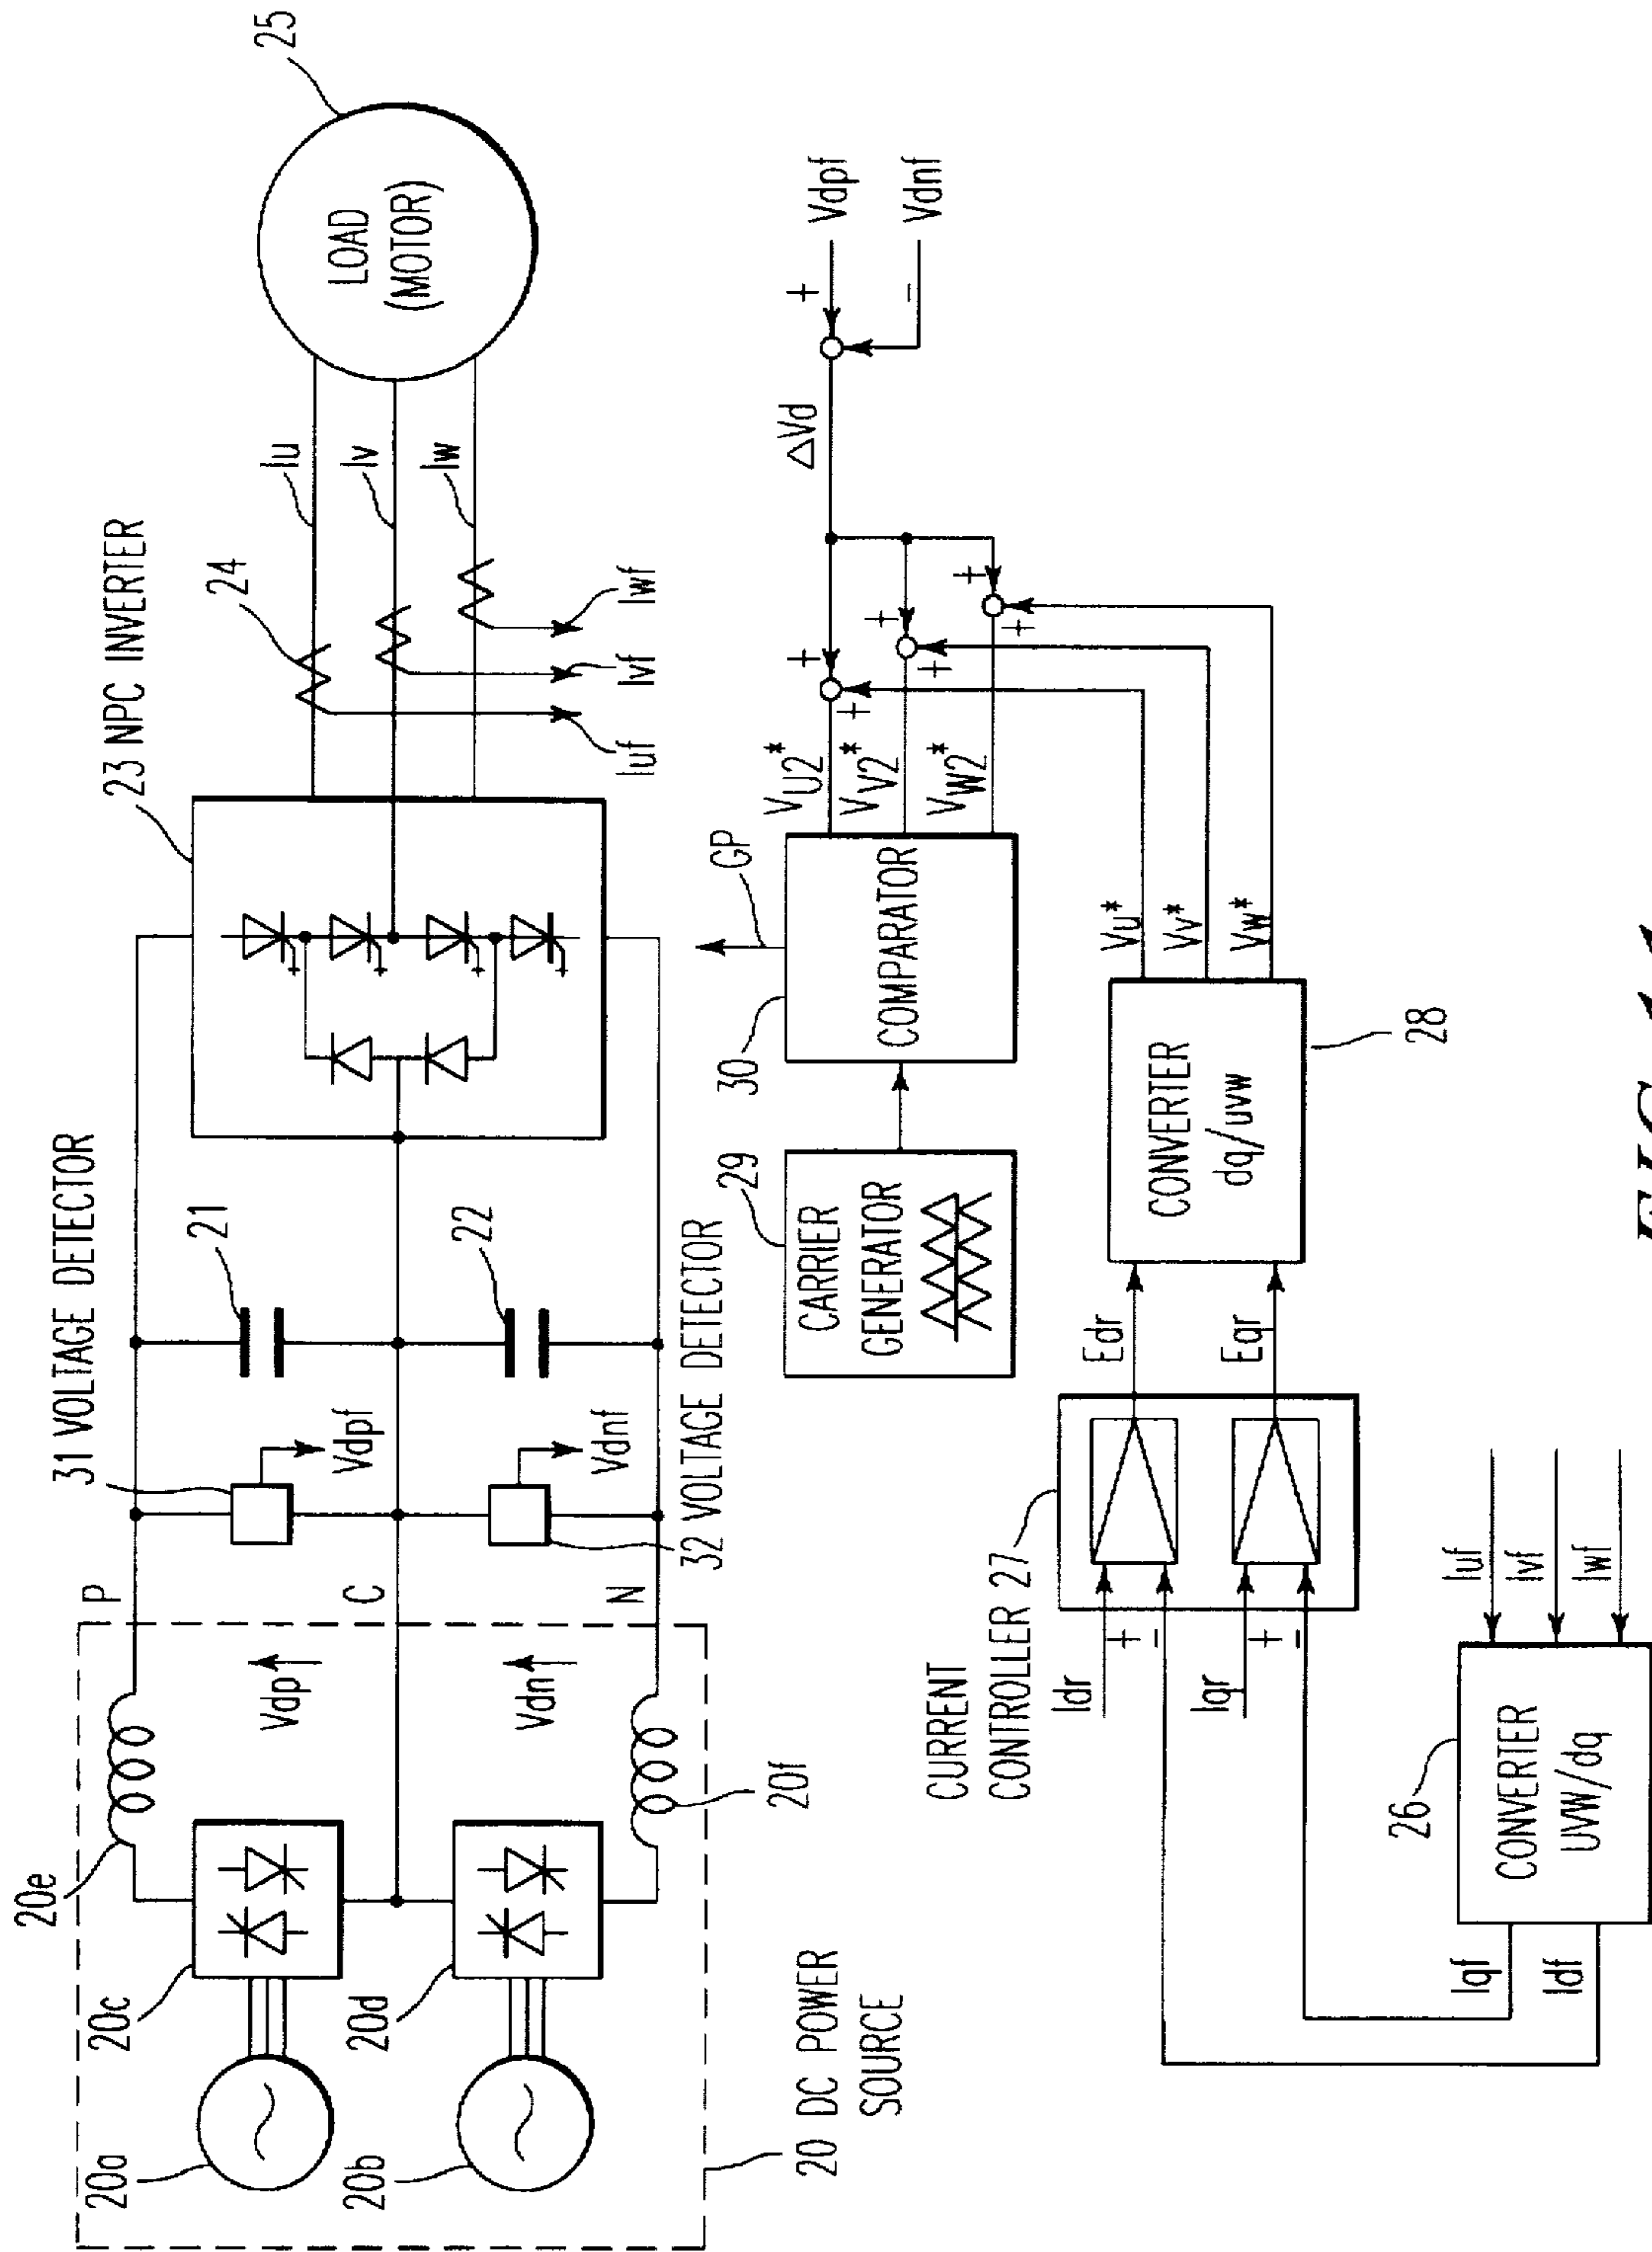 20a
20b
20c
20d
20e
20f
20 DC POWER
SOURCE
Vdp
Vdn
P
C
N
31 VOLTAGE DETECTOR
Vdpf
Vdnf
32 VOLTAGE DETECTOR
21
22
23 NPC INVERTER
24
Iu
Iv
Iw
Iuf
Ivf
Iwf
LOAD
(MOTOR)
25
CARRIER
GENERATOR
29
30
COMPARATOR
GP
VU2*
VV2*
VW2*
+
+
+
+
+
+
ΔVd
+
-
Vdpf
Vdnf
CURRENT
CONTROLLER 27
Idr
+
-
Iqr
+
-
Edr
Eqr
CONVERTER
dq/uvw
28
Vu*
Vv*
Vw*
26
CONVERTER
UVW/dq
Iqf
Idf
Iuf
Ivf
Iwf